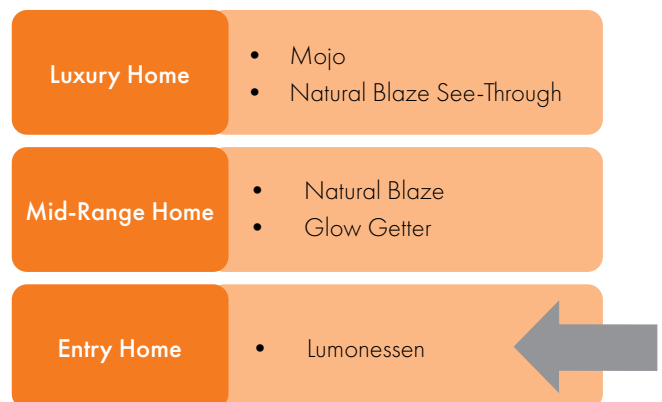 Luxury Home
• Mojo
• Natural Blaze See-Through
Mid-Range Home
• Natural Blaze
• Glow Getter
Entry Home
• Lumonessen